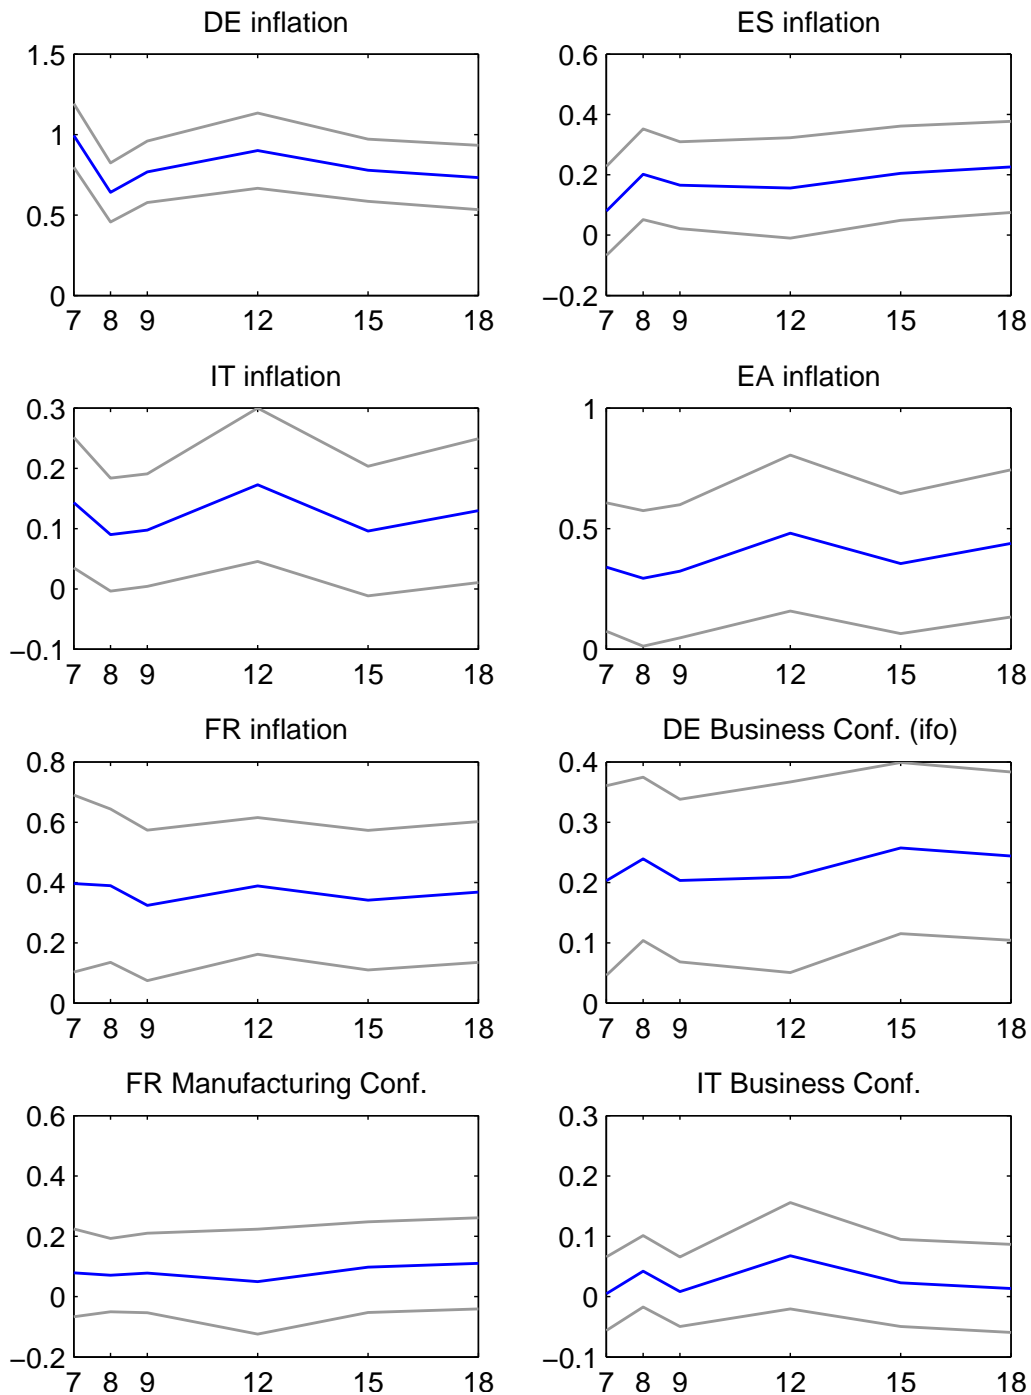 DE inflation
1.5
1
0.5
0
7 8 9 12 15 18
ES inflation
0.6
0.4
0.2
0
−0.2
7 8 9 12 15 18
IT inflation
0.3
0.2
0.1
0
−0.1
7 8 9 12 15 18
EA inflation
1
0.5
0
7 8 9 12 15 18
FR inflation
0.8
0.6
0.4
0.2
0
7 8 9 12 15 18
DE Business Conf. (ifo)
0.4
0.3
0.2
0.1
0
7 8 9 12 15 18
FR Manufacturing Conf.
0.6
0.4
0.2
0
−0.2
7 8 9 12 15 18
IT Business Conf.
0.3
0.2
0.1
0
−0.1
7 8 9 12 15 18